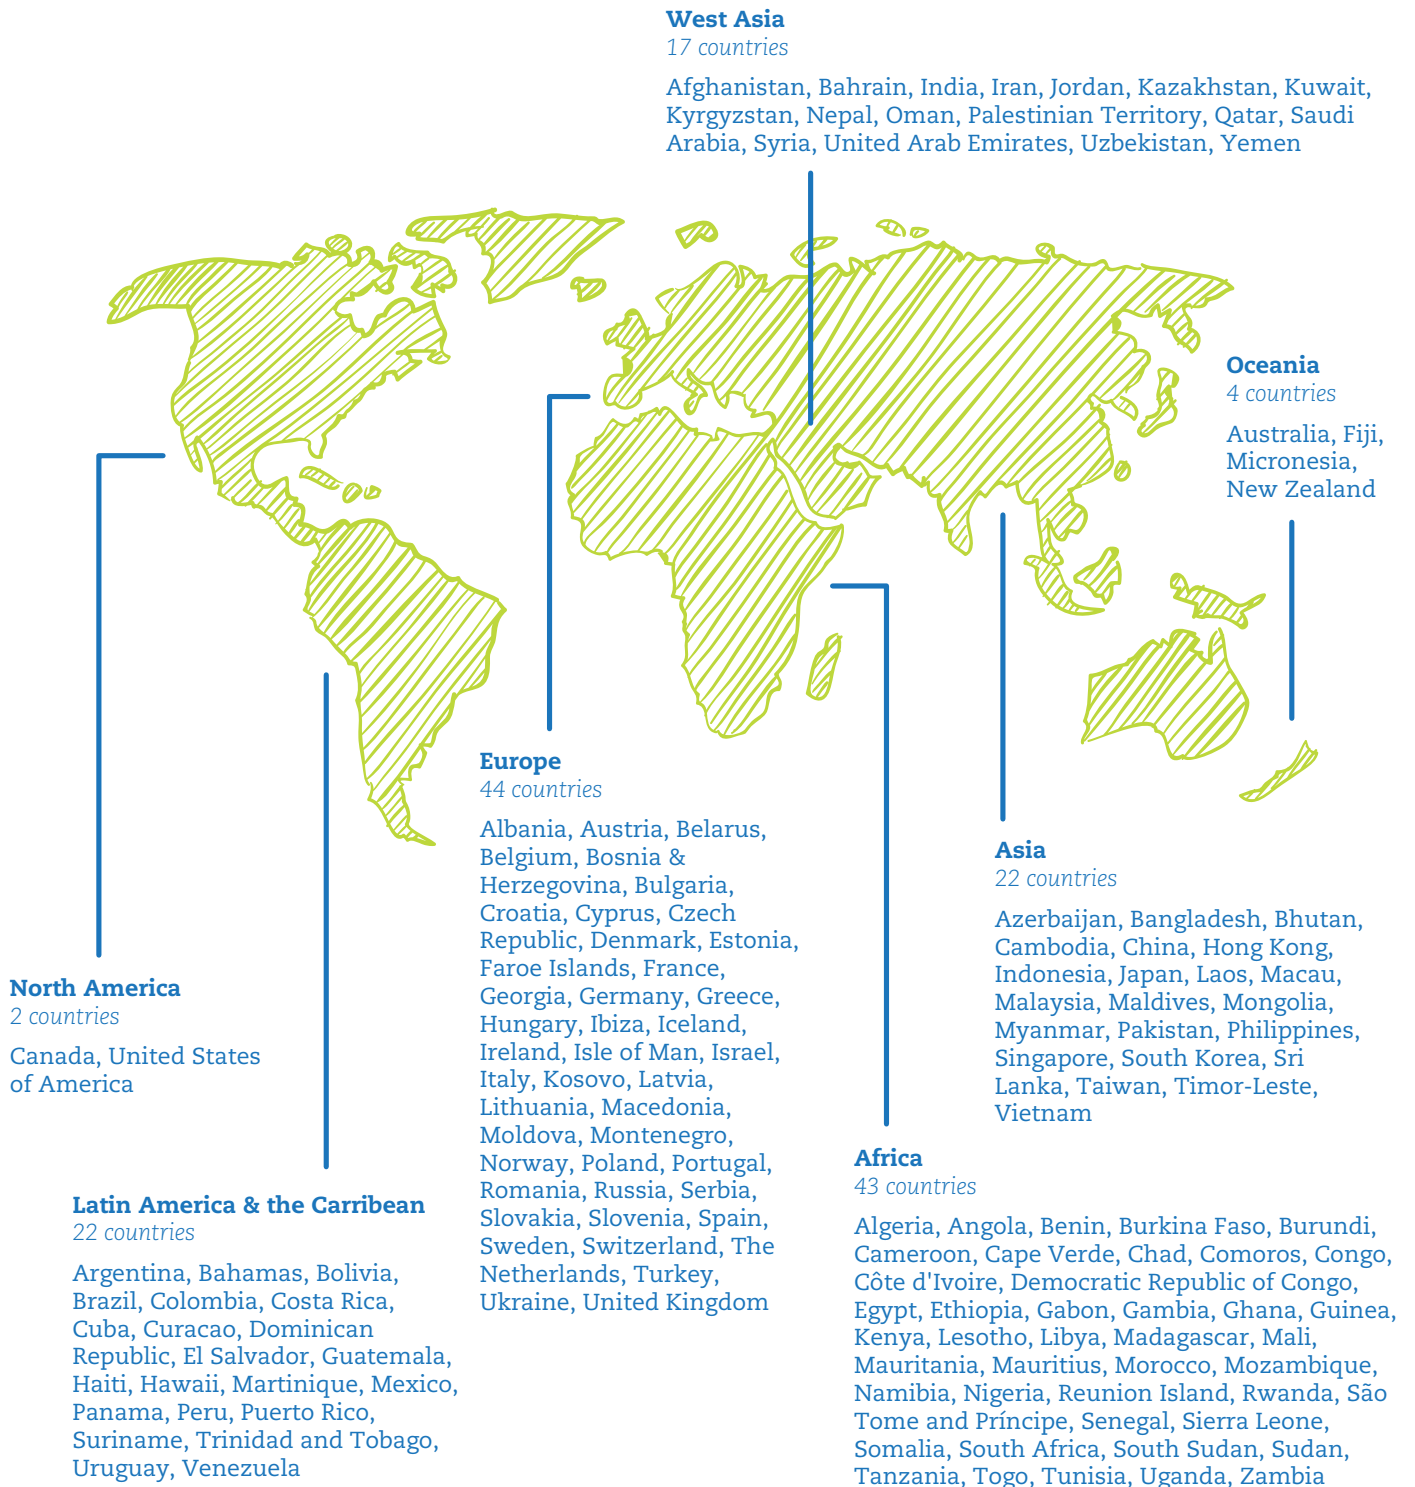 West Asia
17 countries
Afghanistan, Bahrain, India, Iran, Jordan, Kazakhstan, Kuwait,
Kyrgyzstan, Nepal, Oman, Palestinian Territory, Qatar, Saudi
Arabia, Syria, United Arab Emirates, Uzbekistan, Yemen
Oceania
4 countries
Australia, Fiji,
Micronesia,
New Zealand
Europe
44 countries
Albania, Austria, Belarus,
Belgium, Bosnia &
Herzegovina, Bulgaria,
Croatia, Cyprus, Czech
Republic, Denmark, Estonia,
Faroe Islands, France,
Georgia, Germany, Greece,
Hungary, Ibiza, Iceland,
Ireland, Isle of Man, Israel,
Italy, Kosovo, Latvia,
Lithuania, Macedonia,
Moldova, Montenegro,
Norway, Poland, Portugal,
Romania, Russia, Serbia,
Slovakia, Slovenia, Spain,
Sweden, Switzerland, The
Netherlands, Turkey,
Ukraine, United Kingdom
Asia
22 countries
Azerbaijan, Bangladesh, Bhutan,
Cambodia, China, Hong Kong,
Indonesia, Japan, Laos, Macau,
Malaysia, Maldives, Mongolia,
Myanmar, Pakistan, Philippines,
Singapore, South Korea, Sri
Lanka, Taiwan, Timor-Leste,
Vietnam
North America
2 countries
Canada, United States
of America
Latin America & the Carribean
22 countries
Argentina, Bahamas, Bolivia,
Brazil, Colombia, Costa Rica,
Cuba, Curacao, Dominican
Republic, El Salvador, Guatemala,
Haiti, Hawaii, Martinique, Mexico,
Panama, Peru, Puerto Rico,
Suriname, Trinidad and Tobago,
Uruguay, Venezuela
Africa
43 countries
Algeria, Angola, Benin, Burkina Faso, Burundi,
Cameroon, Cape Verde, Chad, Comoros, Congo,
Côte d'Ivoire, Democratic Republic of Congo,
Egypt, Ethiopia, Gabon, Gambia, Ghana, Guinea,
Kenya, Lesotho, Libya, Madagascar, Mali,
Mauritania, Mauritius, Morocco, Mozambique,
Namibia, Nigeria, Reunion Island, Rwanda, São
Tome and Príncipe, Senegal, Sierra Leone,
Somalia, South Africa, South Sudan, Sudan,
Tanzania, Togo, Tunisia, Uganda, Zambia